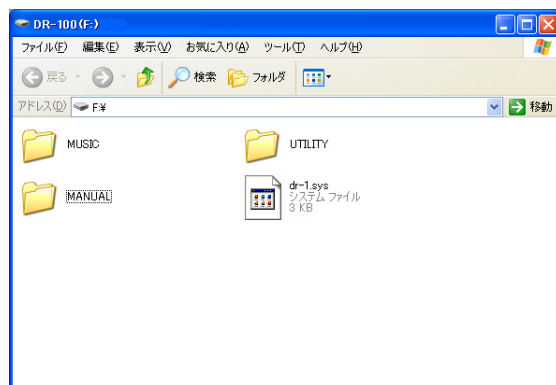 DR-100 (F:)
ファイル(F) 編集(E) 表示(V) お気に入り(A) ツール(T) ヘルプ(H)
戻る 検索 フォルダ
アドレス(D) F:¥ 移動
MUSIC UTILITY
MANUAL dr-1.sys
システム ファイル
3 KB